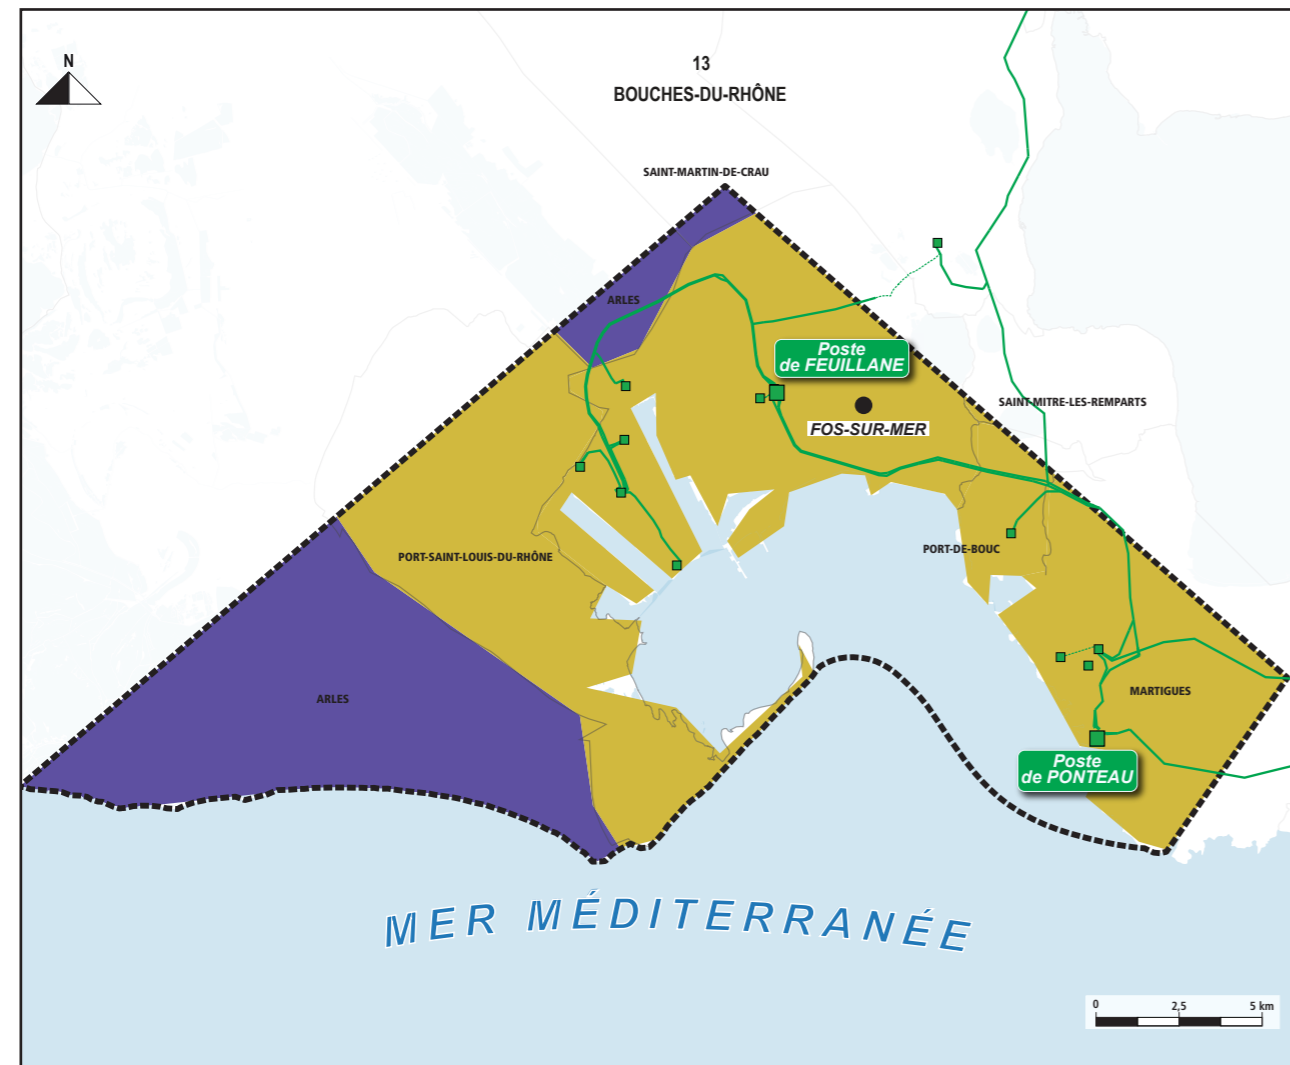 N
13
BOUCHES-DU-RHÔNE
SAINT-MARTIN-DE-CRAU
ARLES
Poste
de FEUILLANE
SAINT-MITRE-LES-REMPARTS
FOS-SUR-MER
PORT-SAINT-LOUIS-DU-RHÔNE
PORT-DE-BOUC
ARLES
MARTIGUES
Poste
de PONTEAU
MER MÉDITERRANÉE
0 2,5 5 km